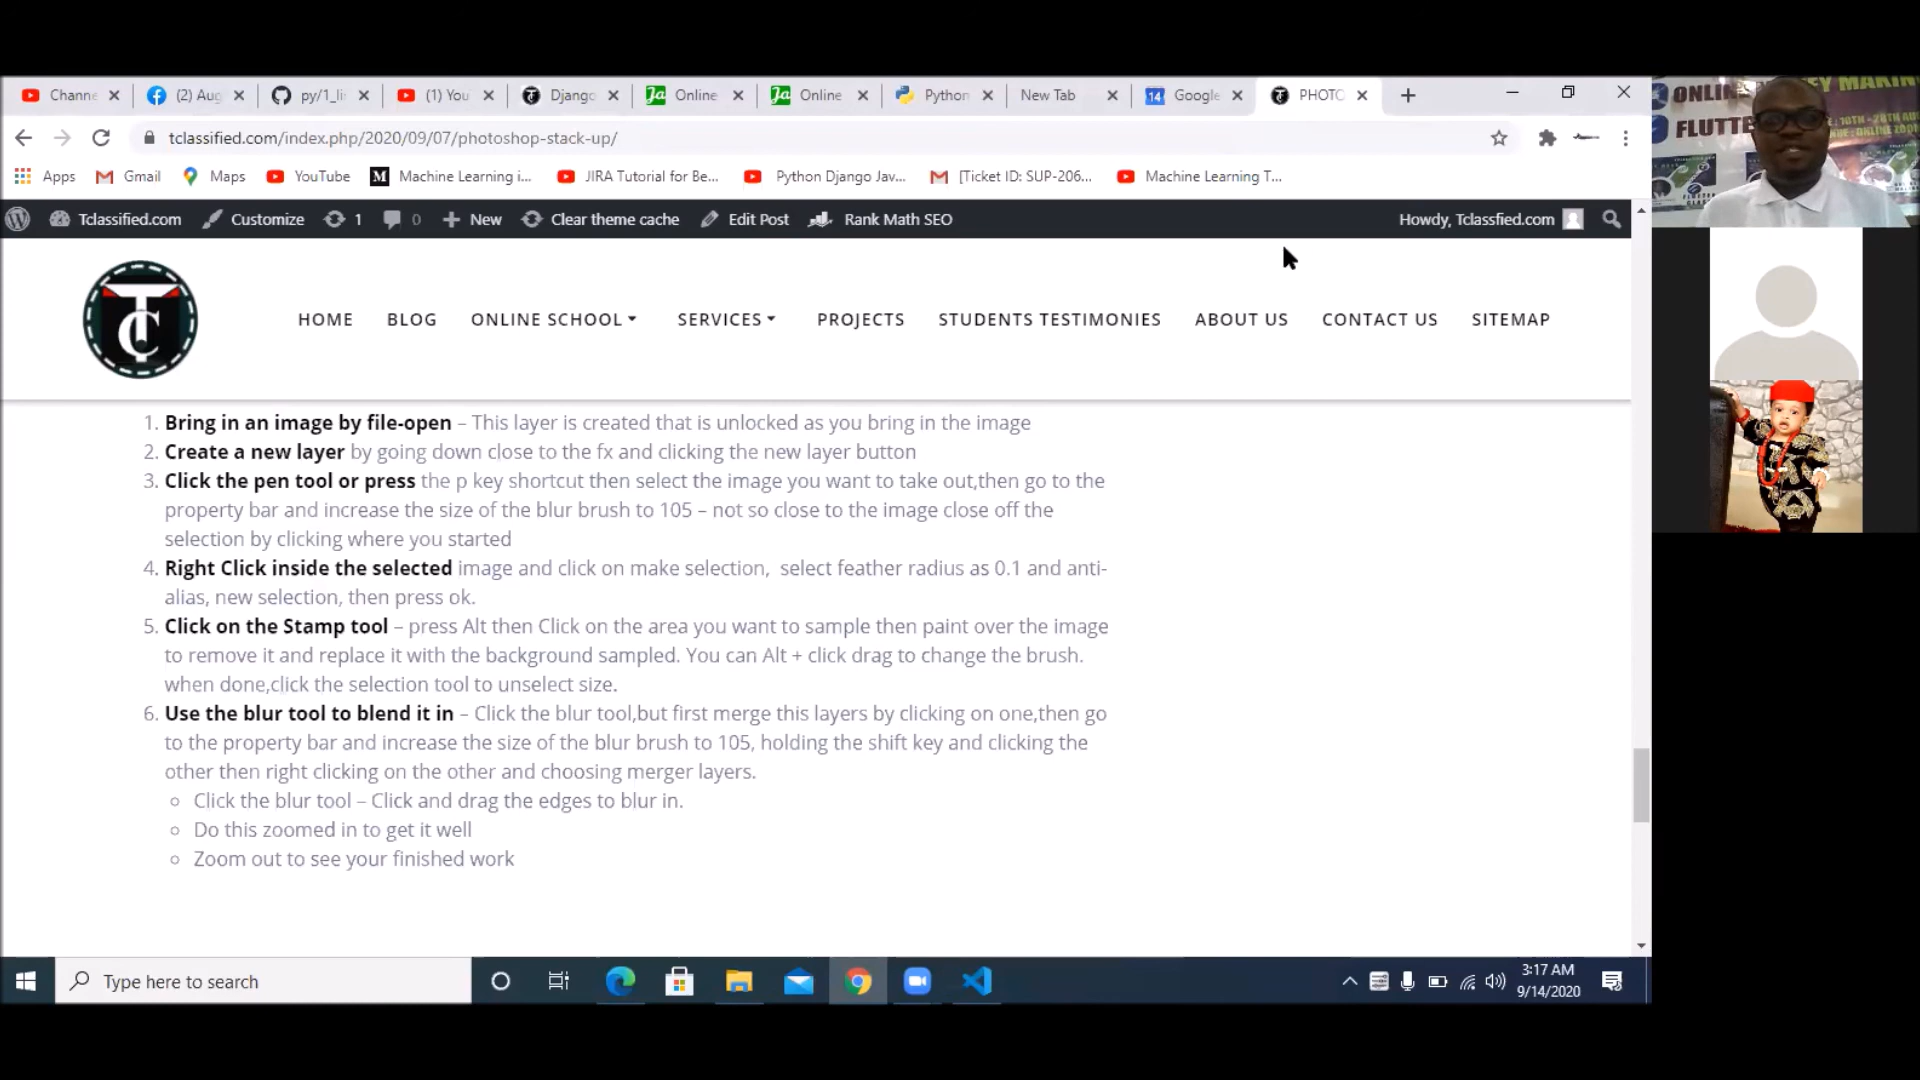 Channe
(2) Aug
py/1_li
(1) You
Django
Online
Online
Python
New Tab
14
Google
PHOTO
tclassified.com/index.php/2020/09/07/photoshop-stack-up/
Apps
Gmail
Maps
YouTube
Machine Learning i...
JIRA Tutorial for Be...
Python Django Jav...
[Ticket ID: SUP-206...
Machine Learning T...
Tclassified.com
Customize
1
0
New
Clear theme cache
Edit Post
Rank Math SEO
Howdy, Tclassfied.com
HOME
BLOG
ONLINE SCHOOL
SERVICES
PROJECTS
STUDENTS TESTIMONIES
ABOUT US
CONTACT US
SITEMAP
1. Bring in an image by file-open – This layer is created that is unlocked as you bring in the image
2. Create a new layer by going down close to the fx and clicking the new layer button
3. Click the pen tool or press the p key shortcut then select the image you want to take out,then go to the
property bar and increase the size of the blur brush to 105 – not so close to the image close off the
selection by clicking where you started
4. Right Click inside the selected image and click on make selection, select feather radius as 0.1 and anti-
alias, new selection, then press ok.
5. Click on the Stamp tool – press Alt then Click on the area you want to sample then paint over the image
to remove it and replace it with the background sampled. You can Alt + click drag to change the brush.
when done,click the selection tool to unselect size.
6. Use the blur tool to blend it in – Click the blur tool,but first merge this layers by clicking on one,then go
to the property bar and increase the size of the blur brush to 105, holding the shift key and clicking the
other then right clicking on the other and choosing merger layers.
Click the blur tool – Click and drag the edges to blur in.
Do this zoomed in to get it well
Zoom out to see your finished work
Type here to search
3:17 AM
9/14/2020